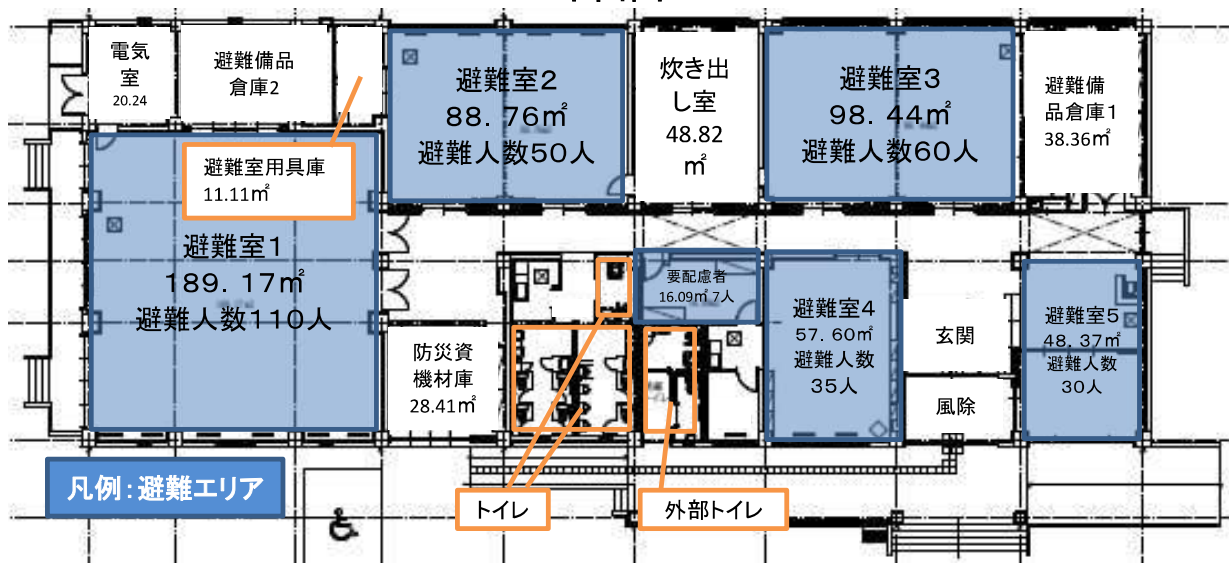 電気
室
20.24
避難備品
倉庫2
避難室用具庫
11.11㎡
避難室2
88.76㎡
避難人数50人
炊き出
し室
48.82
㎡
避難室3
98.44㎡
避難人数60人
避難備
品倉庫1
38.36㎡
避難室1
189.17㎡
避難人数110人
防災資
機材庫
28.41㎡
要配慮者
16.09㎡ 7人
避難室4
57.60㎡
避難人数
35人
玄関
風除
避難室5
48.37㎡
避難人数
30人
凡例:避難エリア
トイレ
外部トイレ